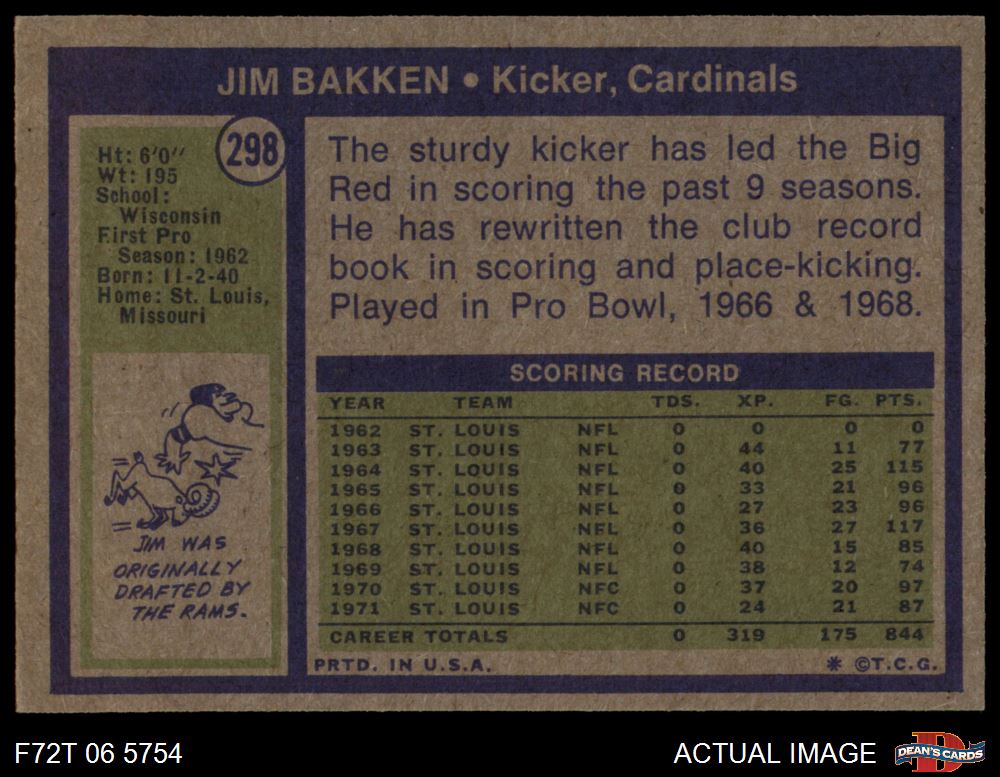 JIM BAKKEN • Kicker, Cardinals
298
Ht: 6'0"
Wt: 195
School:
Wisconsin
First Pro
Season: 1962
Born: 11-2-40
Home: St. Louis,
Missouri
The sturdy kicker has led the Big
Red in scoring the past 9 seasons.
He has rewritten the club record
book in scoring and place-kicking.
Played in Pro Bowl, 1966 & 1968.
JIM WAS
ORIGINALLY
DRAFTED BY
THE RAMS.
SCORING RECORD
YEAR TEAM TDS. XP. FG. PTS.
1962 ST. LOUIS NFL 0 0 0 0
1963 ST. LOUIS NFL 0 44 11 77
1964 ST. LOUIS NFL 0 40 25 115
1965 ST. LOUIS NFL 0 33 21 96
1966 ST. LOUIS NFL 0 27 23 96
1967 ST. LOUIS NFL 0 36 27 117
1968 ST. LOUIS NFL 0 40 15 85
1969 ST. LOUIS NFL 0 38 12 74
1970 ST. LOUIS NFC 0 37 20 97
1971 ST. LOUIS NFC 0 24 21 87
CAREER TOTALS 0 319 175 844
PRTD. IN U.S.A. * ©T.C.G.
F72T 06 5754
ACTUAL IMAGE
D
DEAN'S CARDS